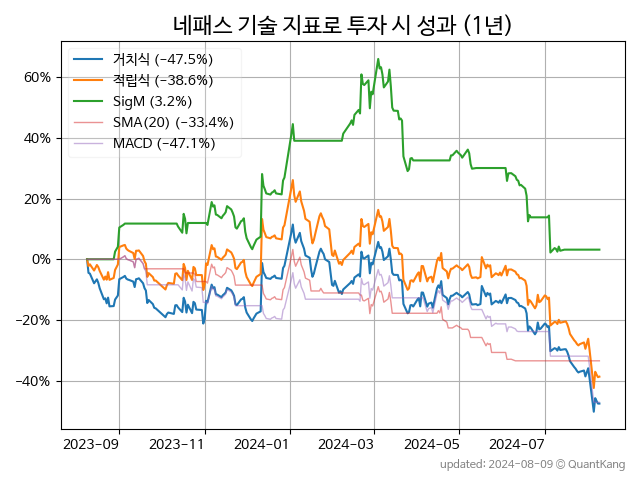 네패스 기술 지표로 투자 시 성과 (1년)
거치식 (−47.5%)
적립식 (−38.6%)
SigM (3.2%)
SMA(20) (−33.4%)
MACD (−47.1%)
60%
40%
20%
0%
−20%
−40%
2023-09 2023-11 2024-01 2024-03 2024-05 2024-07
updated: 2024-08-09 © QuantKang